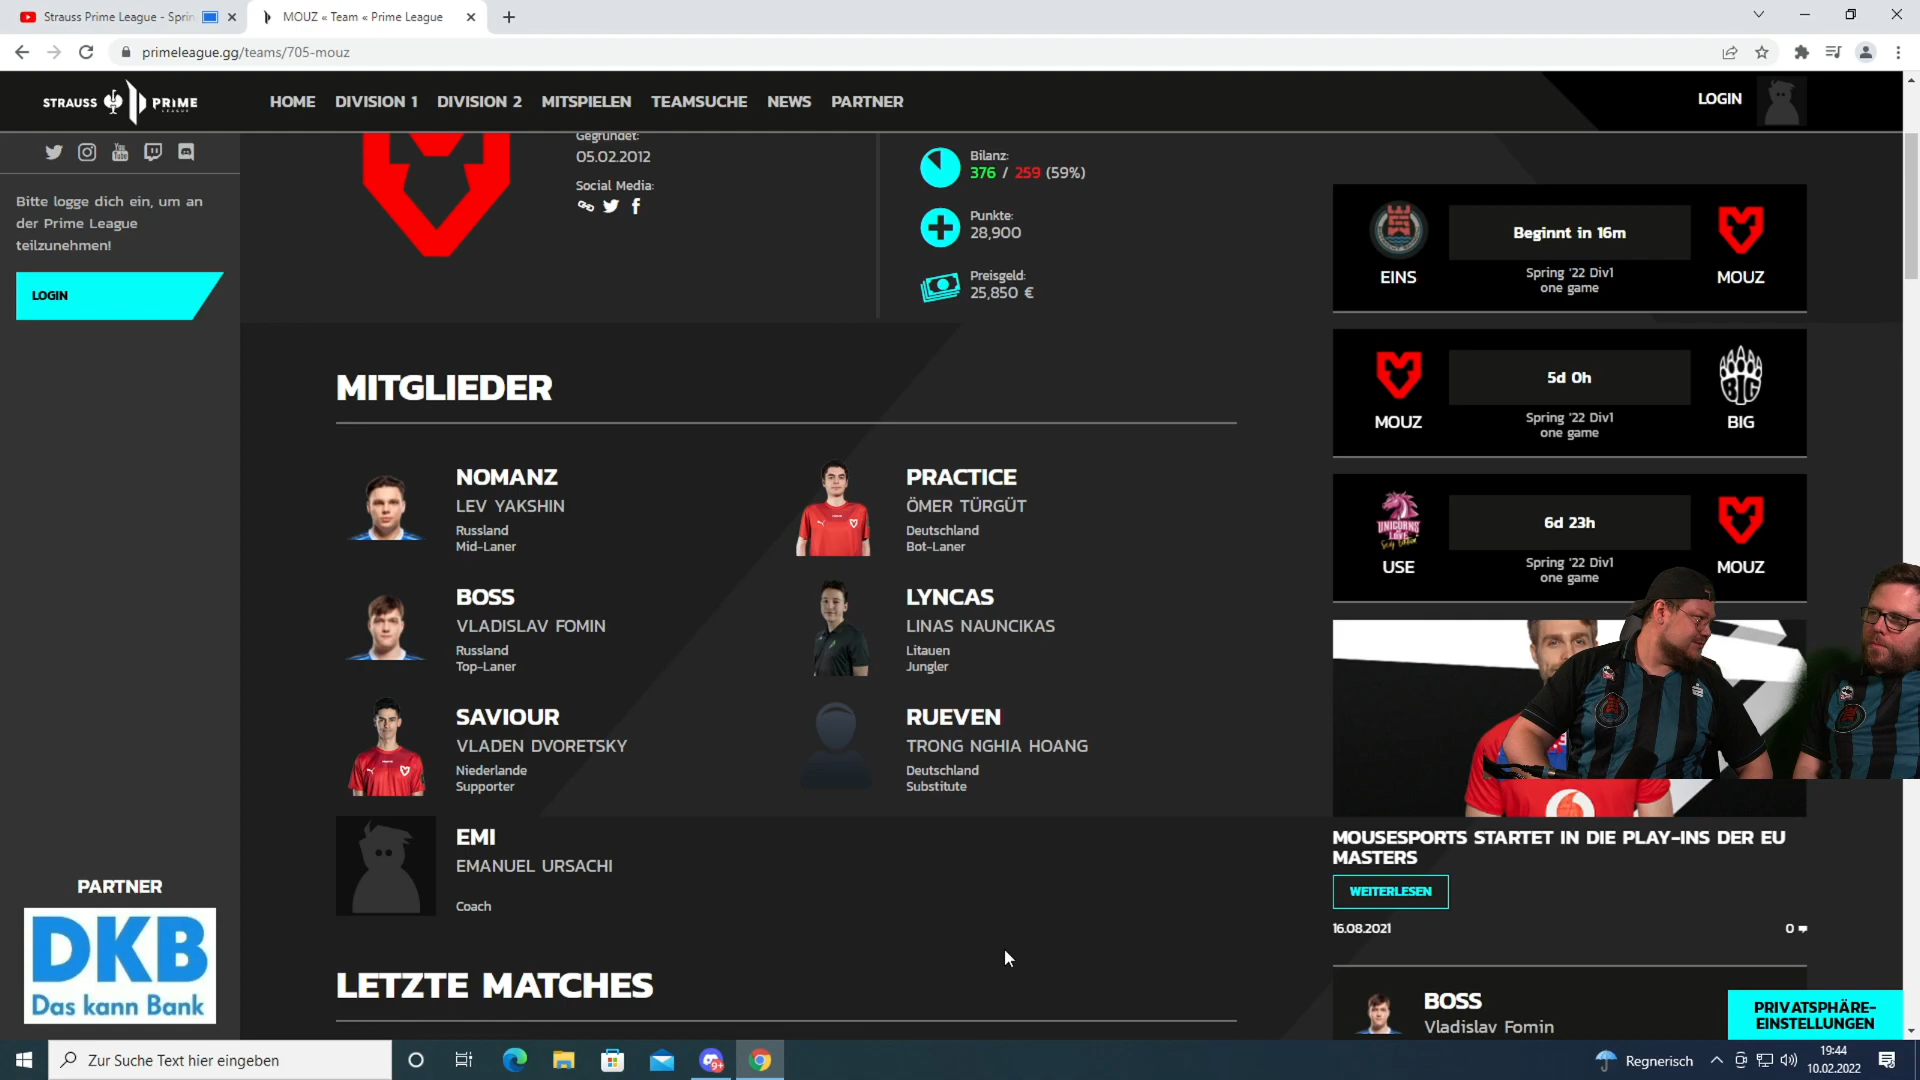 Strauss Prime League - Sprin
MOUZ « Team « Prime League
primeleague.gg/teams/705-mouz
STRAUSS PRIME
LEAGUE
HOME
DIVISION 1
DIVISION 2
MITSPIELEN
TEAMSUCHE
NEWS
PARTNER
LOGIN
Bitte logge dich ein, um an
der Prime League
teilzunehmen!
LOGIN
PARTNER
DKB
Das kann Bank
Gegründet:
05.02.2012
Social Media:
Bilanz:
376 / 259 (59%)
Punkte:
28,900
Preisgeld:
25,850 €
MITGLIEDER
NOMANZ
LEV YAKSHIN
Russland
Mid-Laner
PRACTICE
ÖMER TÜRGÜT
Deutschland
Bot-Laner
BOSS
VLADISLAV FOMIN
Russland
Top-Laner
LYNCAS
LINAS NAUNCIKAS
Litauen
Jungler
SAVIOUR
VLADEN DVORETSKY
Niederlande
Supporter
RUEVEN
TRONG NGHIA HOANG
Deutschland
Substitute
EMI
EMANUEL URSACHI
Coach
LETZTE MATCHES
Beginnt in 16m
EINS
Spring '22 Div1
one game
MOUZ
5d 0h
BIG
MOUZ
Spring '22 Div1
one game
BIG
UNICORNS
OF LOVE
Sexy Edition
6d 23h
USE
Spring '22 Div1
one game
MOUZ
MOUSESPORTS STARTET IN DIE PLAY-INS DER EU
MASTERS
WEITERLESEN
16.08.2021
0
BOSS
Vladislav Fomin
PRIVATSPHÄRE-
EINSTELLUNGEN
Zur Suche Text hier eingeben
9+
Regnerisch
19:44
10.02.2022